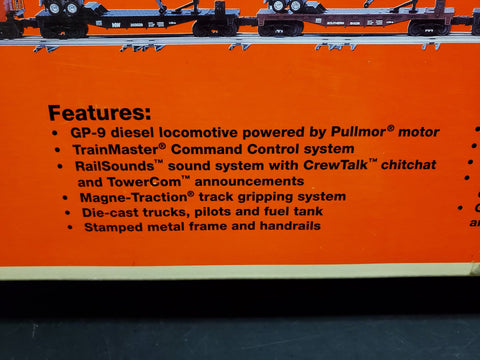 Features:
• GP-9 diesel locomotive powered by Pullmor® motor
• TrainMaster® Command Control system
• RailSounds™ sound system with CrewTalk™ chitchat
and TowerCom™ announcements
• Magne-Traction® track gripping system
• Die-cast trucks, pilots and fuel tank
• Stamped metal frame and handrails